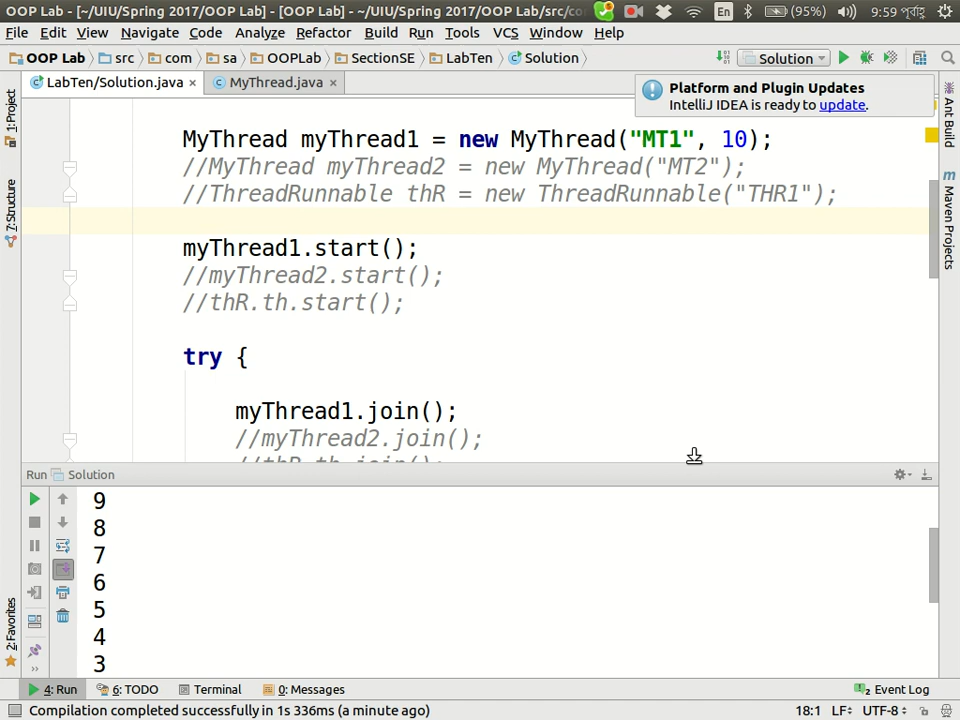 OOP Lab - [~/UIU/Spring 2017/OOP Lab] - [OOP Lab] - [~/UIU/Spring 2017/OOP Lab/src/co
En (95%) 9:59 পূর্বাহ্ন
File Edit View Navigate Code Analyze Refactor Build Run Tools VCS Window Help
OOP Lab src com sa OOPLab SectionSE LabTen Solution Solution
LabTen/Solution.java × MyThread.java ×
Platform and Plugin Updates
IntelliJ IDEA is ready to update.
1: Project
7: Structure
2: Favorites
Ant Build
Maven Projects
MyThread myThread1 = new MyThread("MT1", 10);
//MyThread myThread2 = new MyThread("MT2");
//ThreadRunnable thR = new ThreadRunnable("THR1");
myThread1.start();
//myThread2.start();
//thR.th.start();
try {
myThread1.join();
//myThread2.join();
//thR.th.join();
Run Solution
9
8
7
6
5
4
3
4: Run 6: TODO Terminal 0: Messages 2 Event Log
Compilation completed successfully in 1s 336ms (a minute ago) 18:1 LF UTF-8